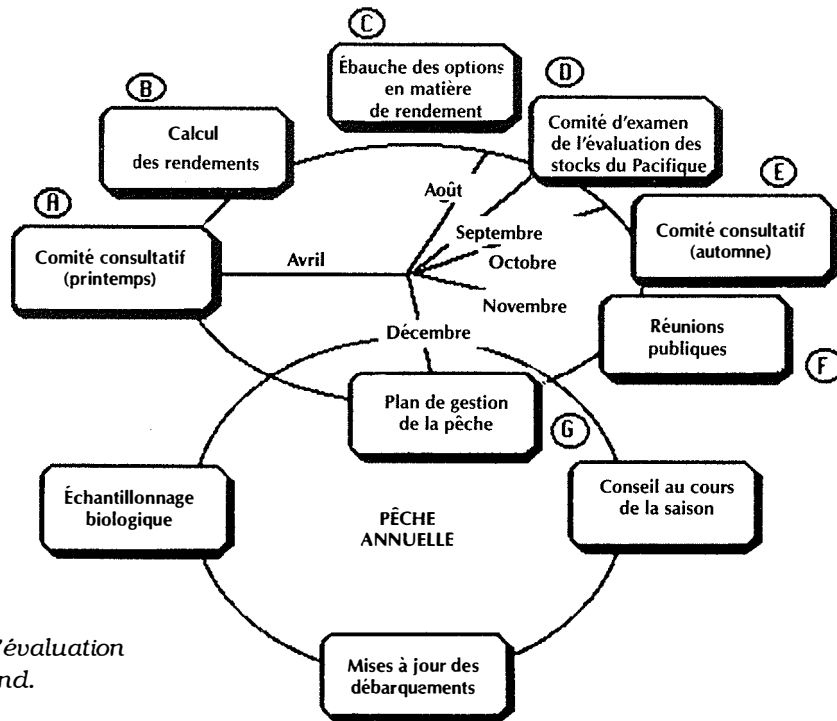 C
Ébauche des options
en matière
de rendement
B
Calcul
des rendements
D
Comité d'examen
de l'évaluation des
stocks du Pacifique
A
Comité consultatif
(printemps)
E
Comité consultatif
(automne)
Août
Septembre
Avril
Octobre
Novembre
Décembre
Réunions
publiques
F
Plan de gestion
de la pêche
G
Échantillonnage
biologique
PÊCHE
ANNUELLE
Conseil au cours
de la saison
Mises à jour des
débarquements
'évaluation
nd.